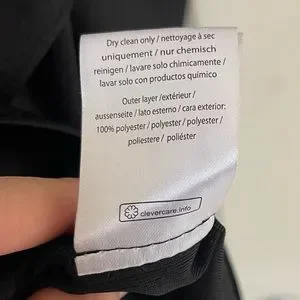 Dry clean only / nettoyage à sec
uniquement / nur chemisch
reinigen / lavare solo chimicamente /
lavar solo con productos químico
Outer layer /extérieur /
aussenseite / lato esterno / cara exterior:
100% polyester / polyester / polyester /
poliestere / poliéster
clevercare.info